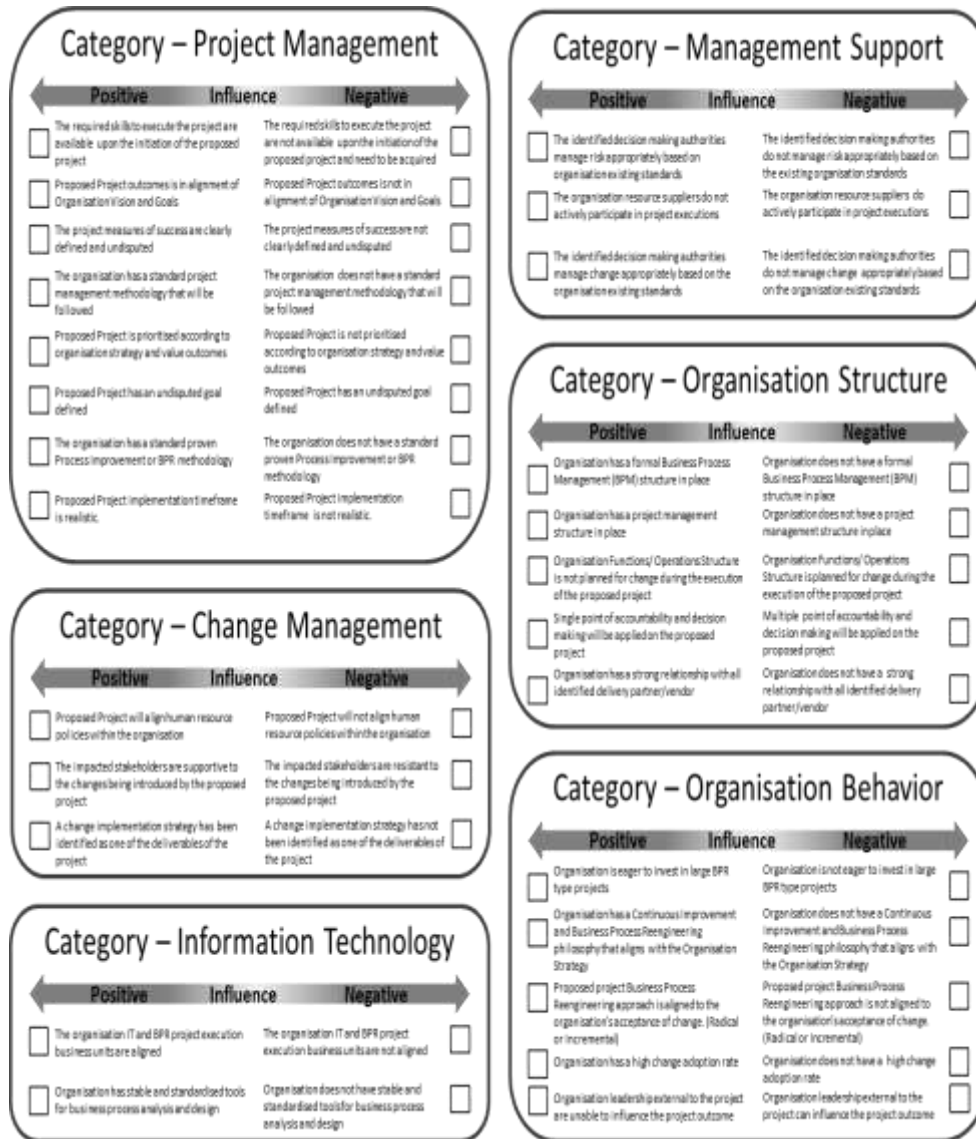 Category – Project Management
Positive Influence Negative
The required skills to execute the project are
available upon the initiation of the proposed
project
The required skills to execute the project
are not available upon the initiation of the
proposed project and need to be acquired
Proposed Project outcomes is in alignment of
Organisation Vision and Goals
Proposed Project outcomes is not in
alignment of Organisation Vision and Goals
The project measures of success are clearly
defined and undisputed
The project measures of success are not
clearly defined and undisputed
The organisation has a standard project
management methodology that will be
followed
The organisation does not have a standard
project management methodology that will
be followed
Proposed Project is prioritised according to
organisation strategy and value outcomes
Proposed Project is not prioritised
according to organisation strategy and value
outcomes
Proposed Project has an undisputed goal
defined
Proposed Project has an undisputed goal
defined
The organisation has a standard proven
Process Improvement or BPR methodology
The organisation does not have a standard
proven Process Improvement or BPR
methodology
Proposed Project Implementation timeframe
is realistic.
Proposed Project Implementation
timeframe is not realistic.
Category – Change Management
Positive Influence Negative
Proposed Project will align human resource
policies within the organisation
Proposed Project will not align human
resource policies within the organisation
The impacted stakeholders are supportive to
the changes being introduced by the proposed
project
The impacted stakeholders are resistant to
the changes being introduced by the
proposed project
A change implementation strategy has been
identified as one of the deliverables of the
project
A change implementation strategy has not
been identified as one of the deliverables of
the project
Category – Information Technology
Positive Influence Negative
The organisation IT and BPR project execution
business units are aligned
The organisation IT and BPR project
execution business units are not aligned
Organisation has stable and standardised tools
for business process analysis and design
Organisation does not have stable and
standardised tools for business process
analysis and design
Category – Management Support
Positive Influence Negative
The identified decision making authorities
manage risk appropriately based on
organisation existing standards
The identified decision making authorities
do not manage risk appropriately based on
the existing organisation standards
The organisation resource suppliers do not
actively participate in project executions
The organisation resource suppliers do
actively participate in project executions
The identified decision making authorities
manage change appropriately based on the
organisation existing standards
The identified decision making authorities
do not manage change appropriately based
on the organisation existing standards
Category – Organisation Structure
Positive Influence Negative
Organisation has a formal Business Process
Management (BPM) structure in place
Organisation does not have a formal
Business Process Management (BPM)
structure in place
Organisation has a project management
structure in place
Organisation does not have a project
management structure in place
Organisation Functions/ Operations Structure
is not planned for change during the execution
of the proposed project
Organisation Functions/ Operations
Structure is planned for change during the
execution of the proposed project
Single point of accountability and decision
making will be applied on the proposed
project
Multiple point of accountability and
decision making will be applied on the
proposed project
Organisation has a strong relationship with all
identified delivery partner/vendor
Organisation does not have a strong
relationship with all identified delivery
partner/vendor
Category – Organisation Behavior
Positive Influence Negative
Organisation is eager to invest in large BPR
type projects
Organisation is not eager to invest in large
BPR type projects
Organisation has a Continuous Improvement
and Business Process Reengineering
philosophy that aligns with the Organisation
Strategy
Organisation does not have a Continuous
Improvement and Business Process
Reengineering philosophy that aligns with
the Organisation Strategy
Proposed project Business Process
Reengineering approach is aligned to the
organisation's acceptance of change. (Radical
or Incremental)
Proposed project Business Process
Reengineering approach is not aligned to
the organisation's acceptance of change.
(Radical or Incremental)
Organisation has a high change adoption rate
Organisation does not have a high change
adoption rate
Organisation leadership external to the project
are unable to influence the project outcome
Organisation leadership external to the
project can influence the project outcome